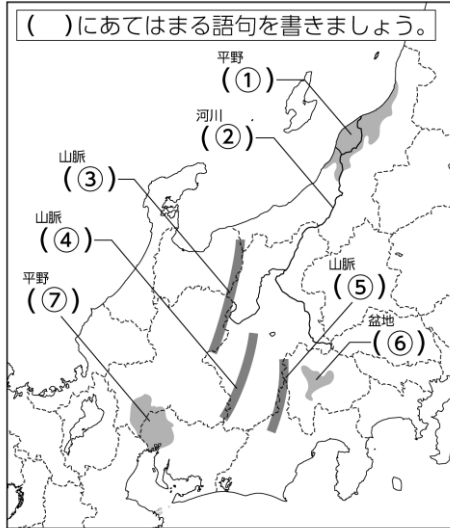 (　)にあてはまる語句を書きましょう。
平野
(①)
河川
(②)
山脈
(③)
山脈
(④)
平野
(⑦)
山脈
(⑤)
盆地
(⑥)